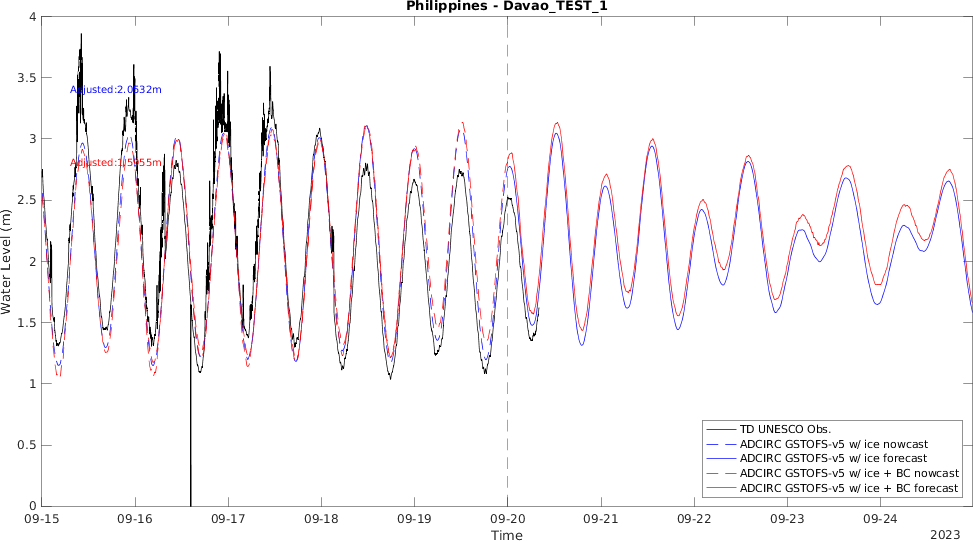 Philippines - Davao_TEST_1
4
3.5
3
2.5
2
1.5
1
0.5
0
Water Level (m)
Adjusted:2.0632m
TD UNESCO Obs.
ADCIRC GSTOFS-v5 w/ ice nowcast
ADCIRC GSTOFS-v5 w/ ice forecast
ADCIRC GSTOFS-v5 w/ ice + BC nowcast
ADCIRC GSTOFS-v5 w/ ice + BC forecast
09-15
09-16
09-17
09-18
09-19
09-20
09-21
09-22
09-23
09-24
Time
2023